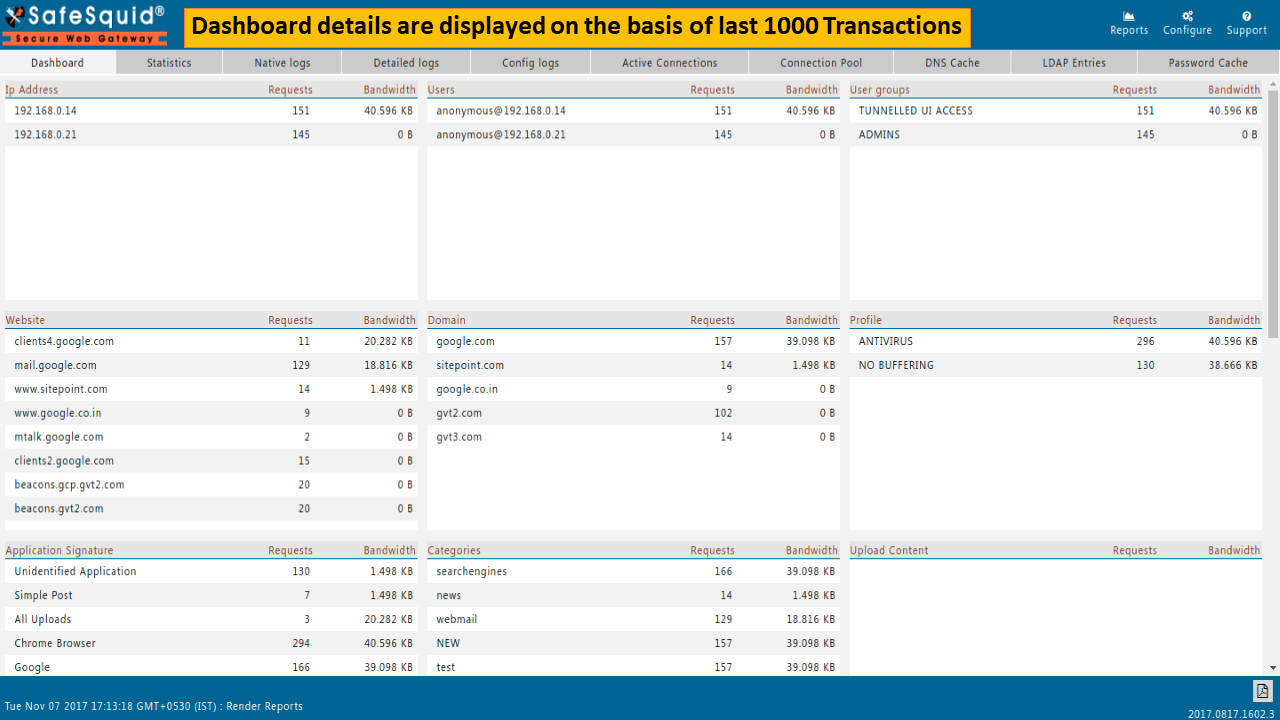 SafeSquid®
Secure Web Gateway
Dashboard details are displayed on the basis of last 1000 Transactions
Reports Configure Support
Dashboard Statistics Native logs Detailed logs Config logs Active Connections Connection Pool DNS Cache LDAP Entries Password Cache
Ip Address Requests Bandwidth
192.168.0.14 151 40.596 KB
192.168.0.21 145 0 B
Users Requests Bandwidth
anonymous@192.168.0.14 151 40.596 KB
anonymous@192.168.0.21 145 0 B
User groups Requests Bandwidth
TUNNELLED UI ACCESS 151 40.596 KB
ADMINS 145 0 B
Website Requests Bandwidth
clients4.google.com 11 20.282 KB
mail.google.com 129 18.816 KB
www.sitepoint.com 14 1.498 KB
www.google.co.in 9 0 B
mtalk.google.com 2 0 B
clients2.google.com 15 0 B
beacons.gcp.gvt2.com 20 0 B
beacons.gvt2.com 20 0 B
Domain Requests Bandwidth
google.com 157 39.098 KB
sitepoint.com 14 1.498 KB
google.co.in 9 0 B
gvt2.com 102 0 B
gvt3.com 14 0 B
Profile Requests Bandwidth
ANTIVIRUS 296 40.596 KB
NO BUFFERING 130 38.666 KB
Application Signature Requests Bandwidth
Unidentified Application 130 1.498 KB
Simple Post 7 1.498 KB
All Uploads 3 20.282 KB
Chrome Browser 294 40.596 KB
Google 166 39.098 KB
Categories Requests Bandwidth
searchengines 166 39.098 KB
news 14 1.498 KB
webmail 129 18.816 KB
NEW 157 39.098 KB
test 157 39.098 KB
Upload Content Requests Bandwidth
Tue Nov 07 2017 17:13:18 GMT+0530 (IST) : Render Reports
2017.0817.1602.3